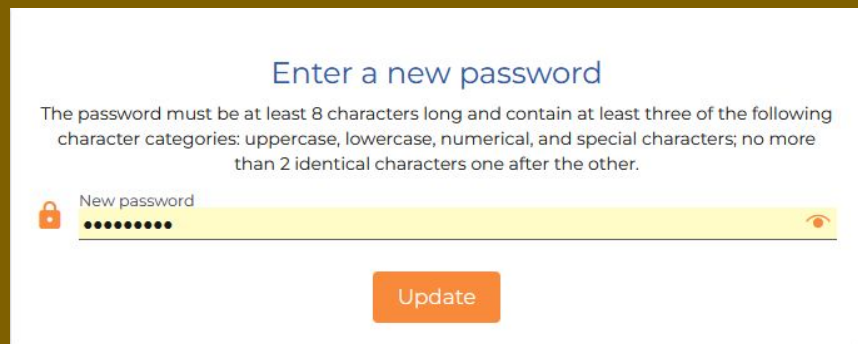 Enter a new password
The password must be at least 8 characters long and contain at least three of the following
character categories: uppercase, lowercase, numerical, and special characters; no more
than 2 identical characters one after the other.
New password
•••••••••
Update